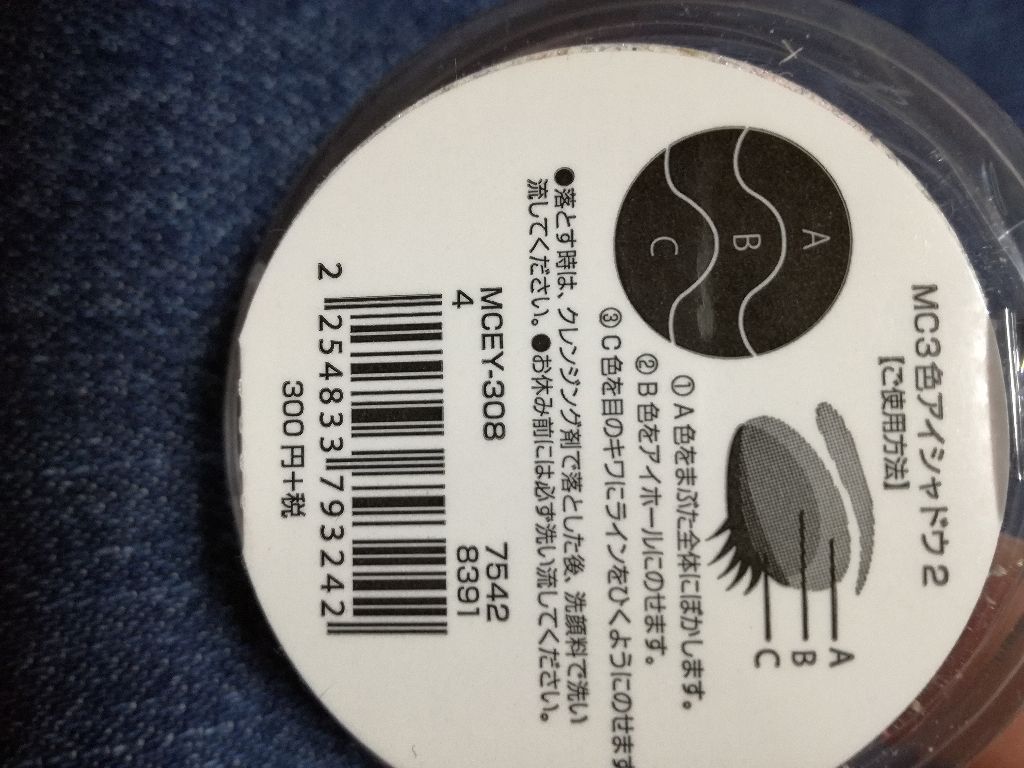 MC3色アイシャドウ2
【ご使用方法】
A
B
C
A
B
C
①A色をまぶた全体にぼかします。
②B色をアイホールにのせます。
③C色を目のキワにラインをひくようにのせます
●落とす時は、クレンジング剤で落とした後、洗顔料で洗い
流してください。●お休み前には必ず洗い流してください。
MCEY-308 7542
4 8391
2 254833 793242
300円+税